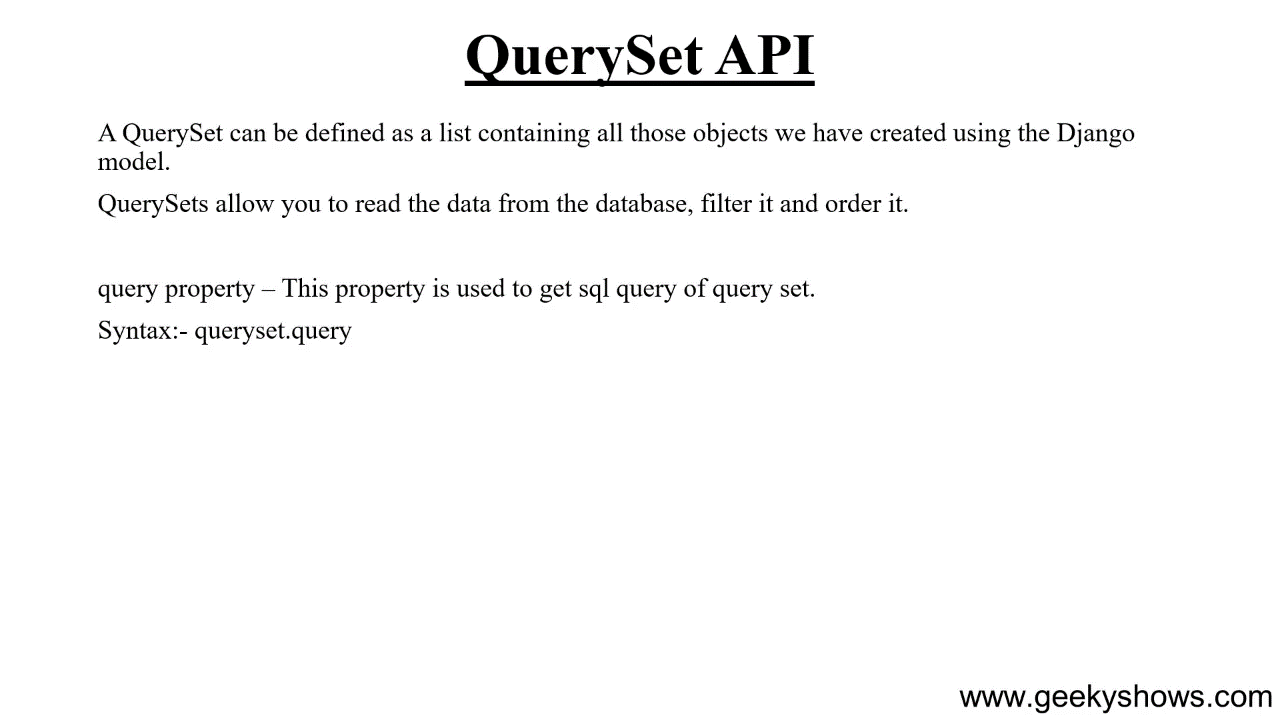 QuerySet API
A QuerySet can be defined as a list containing all those objects we have created using the Django
model.
QuerySets allow you to read the data from the database, filter it and order it.
query property – This property is used to get sql query of query set.
Syntax:- queryset.query
www.geekyshows.com